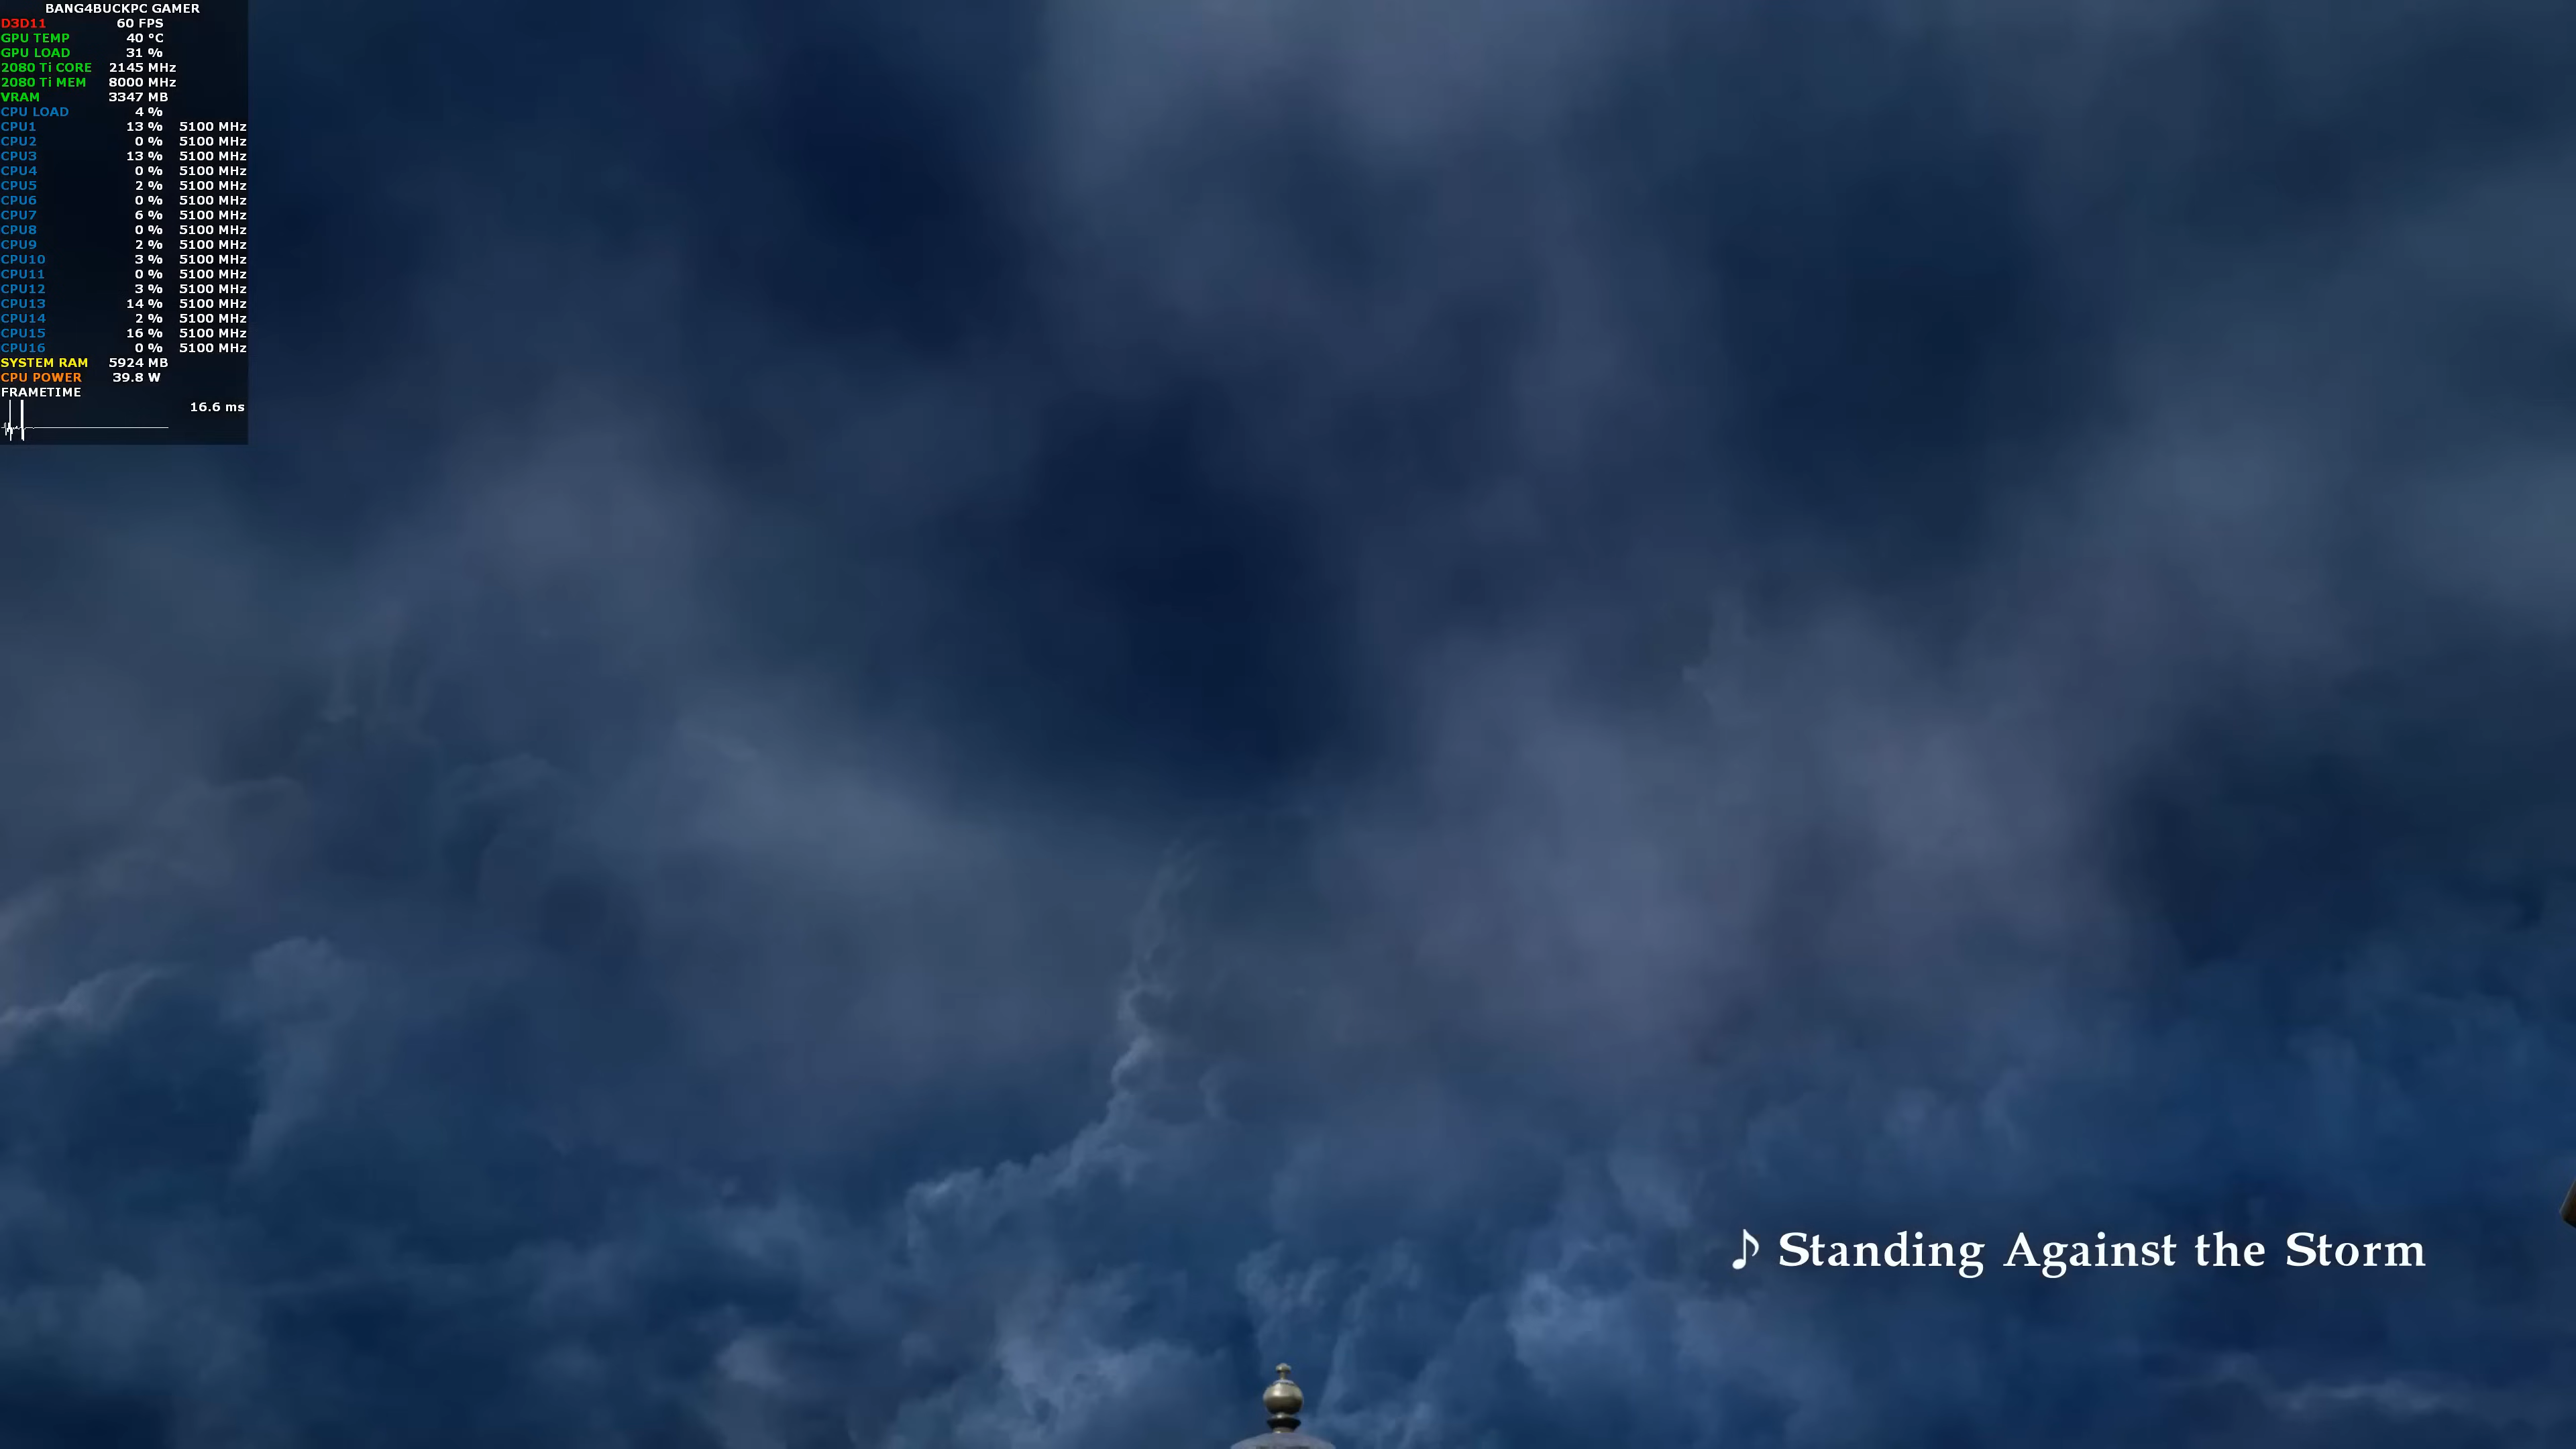 BANG4BUCKPC GAMER
D3D11 60 FPS
GPU TEMP 40 °C
GPU LOAD 31 %
2080 Ti CORE 2145 MHz
2080 Ti MEM 8000 MHz
VRAM 3347 MB
CPU LOAD 4 %
CPU1 13 % 5100 MHz
CPU2 0 % 5100 MHz
CPU3 13 % 5100 MHz
CPU4 0 % 5100 MHz
CPU5 2 % 5100 MHz
CPU6 0 % 5100 MHz
CPU7 6 % 5100 MHz
CPU8 0 % 5100 MHz
CPU9 2 % 5100 MHz
CPU10 3 % 5100 MHz
CPU11 0 % 5100 MHz
CPU12 3 % 5100 MHz
CPU13 14 % 5100 MHz
CPU14 2 % 5100 MHz
CPU15 16 % 5100 MHz
CPU16 0 % 5100 MHz
SYSTEM RAM 5924 MB
CPU POWER 39.8 W
FRAMETIME
16.6 ms
♪ Standing Against the Storm